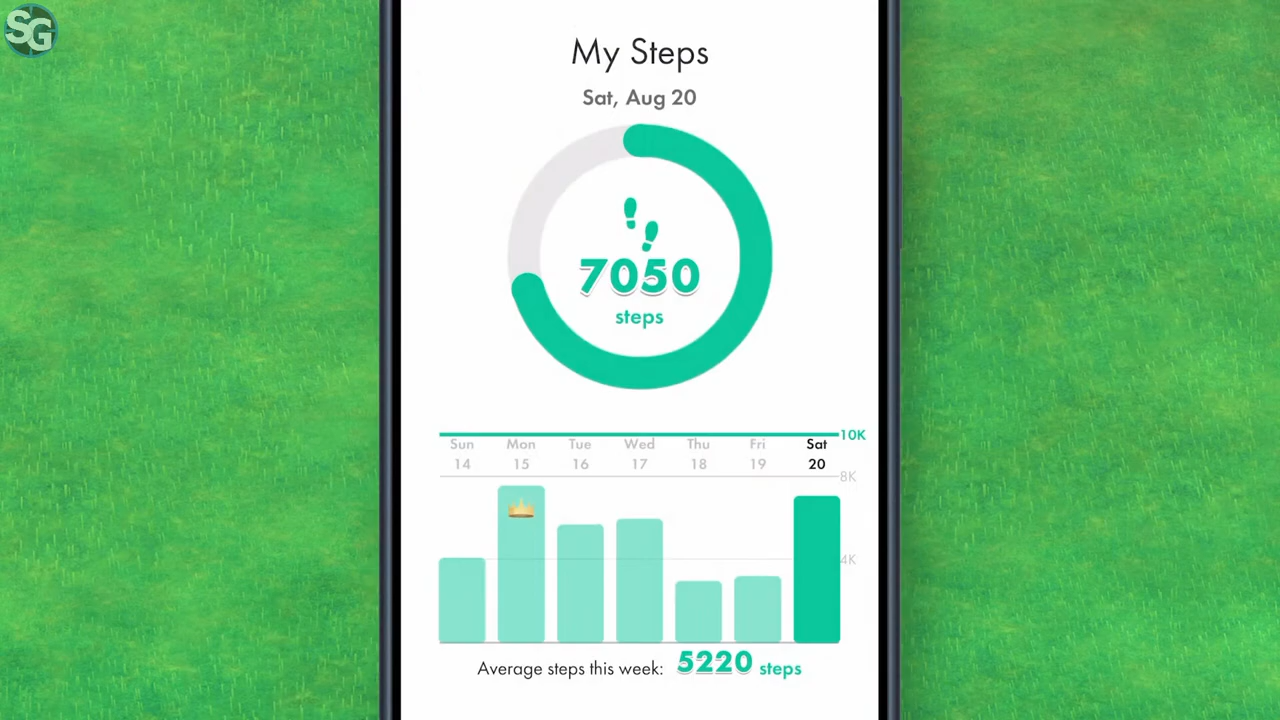 SG
My Steps
Sat, Aug 20
7050
steps
10K
Sun Mon Tue Wed Thu Fri Sat
14 15 16 17 18 19 20
8K
4K
Average steps this week: 5220 steps